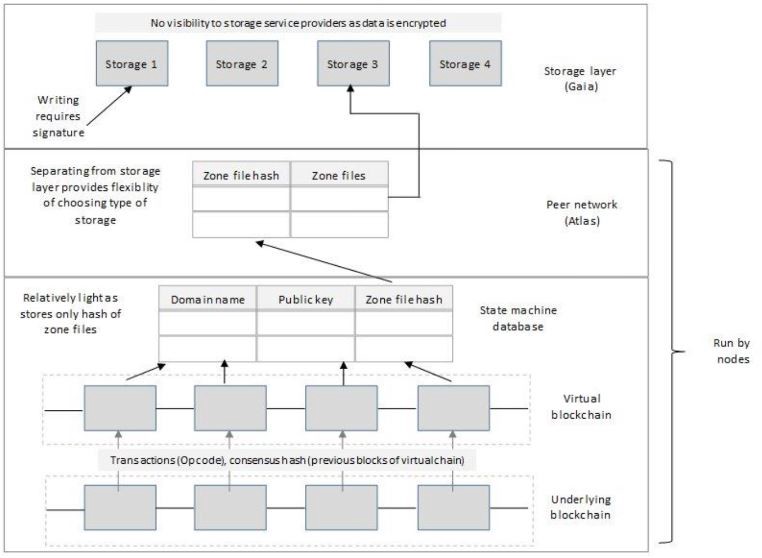 No visibility to storage service providers as data is encrypted
Storage 1
Storage 2
Storage 3
Storage 4
Storage layer
(Gaia)
Writing
requires
signature
Separating from storage
layer provides flexiblity
of choosing type of
storage
Zone file hash
Zone files
Peer network
(Atlas)
Relatively light as
stores only hash of
zone files
Domain name
Public key
Zone file hash
State machine
database
Run by
nodes
Virtual
blockchain
Transactions (Opcode), consensus hash (previous blocks of virtual chain)
Underlying
blockchain